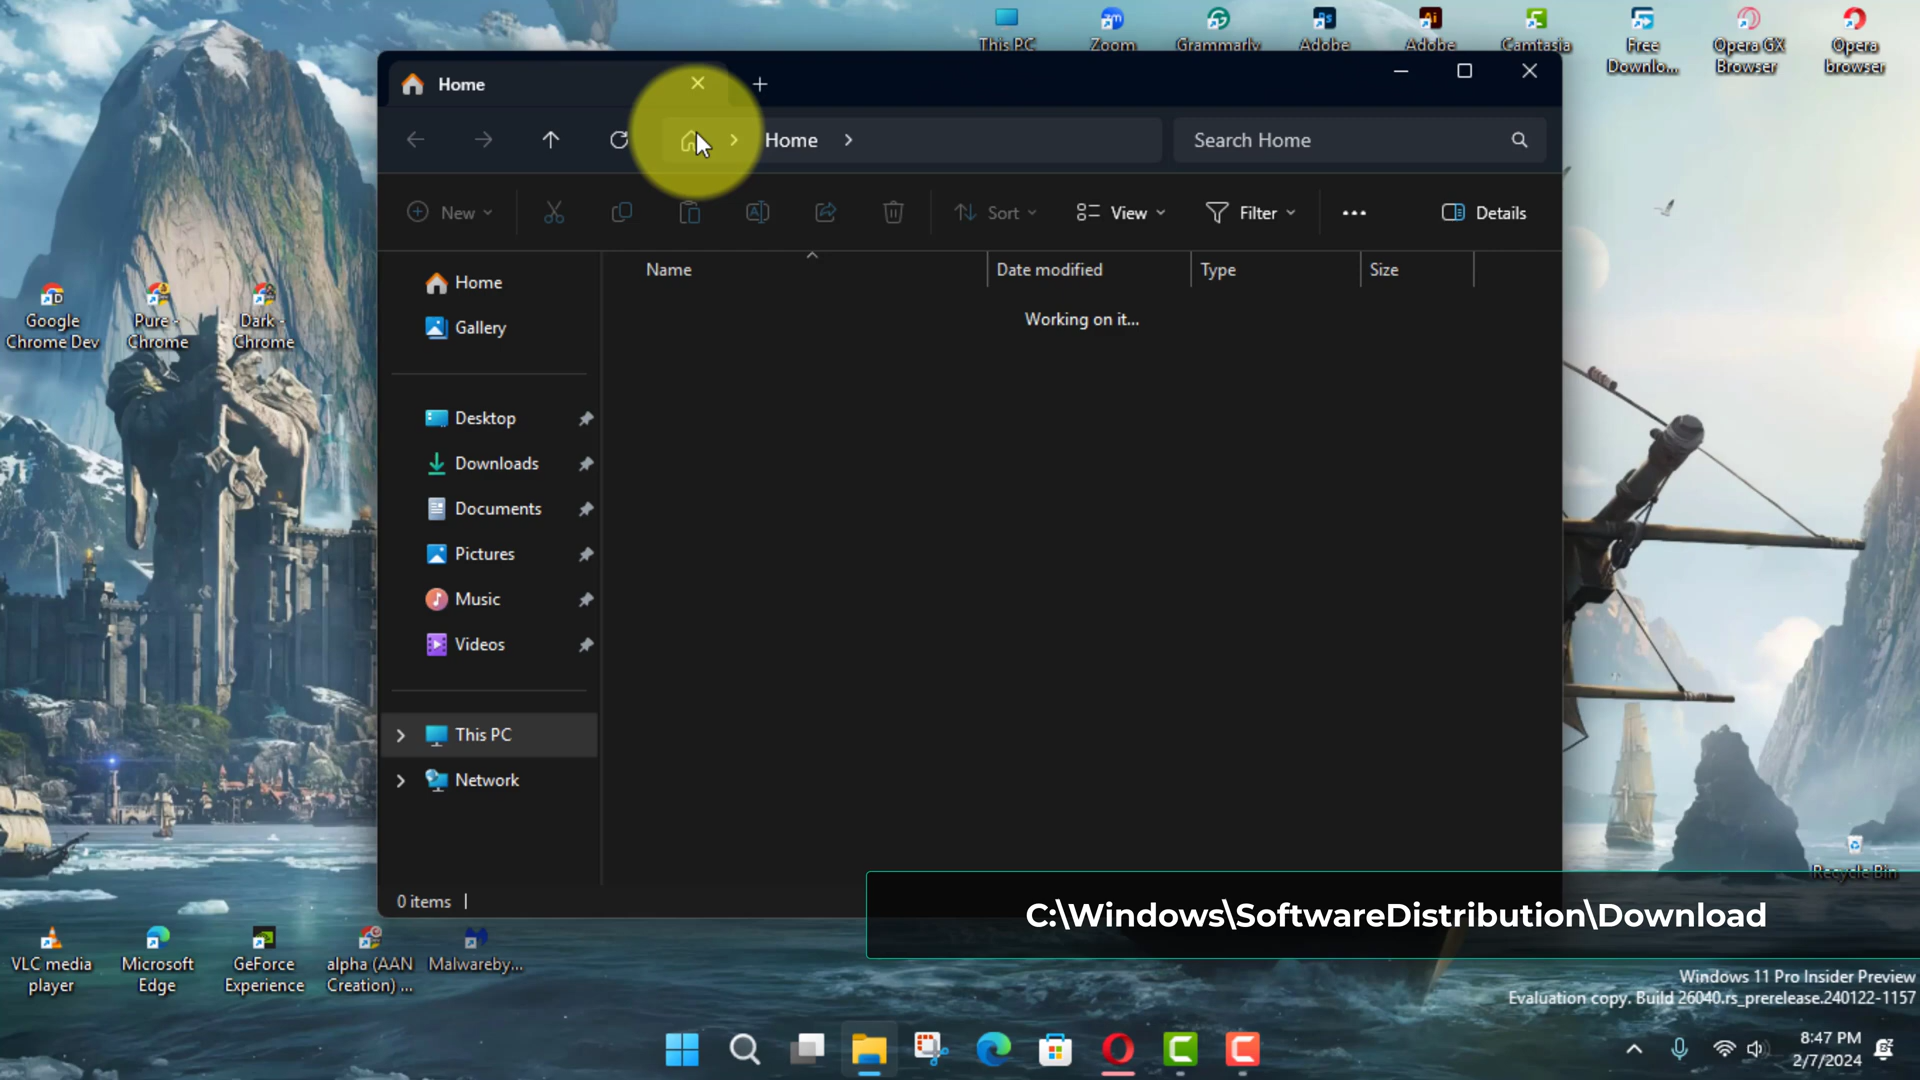 This PC
Zoom
Grammarly
Adobe
Adobe
Camtasia
Free
Downlo...
Opera GX
Browser
Opera
browser
Home
Home
Search Home
New
Sort
View
Filter
Details
Name
Date modified
Type
Size
Working on it...
Home
Gallery
Desktop
Downloads
Documents
Pictures
Music
Videos
This PC
Network
0 items
Google
Chrome Dev
Pure -
Chrome
Dark -
Chrome
Recycle Bin
C:\Windows\SoftwareDistribution\Download
VLC media
player
Microsoft
Edge
GeForce
Experience
alpha (AAN
Creation) ...
Malwareby...
Windows 11 Pro Insider Preview
Evaluation copy. Build 26040.rs_prerelease.240122-1157
8:47 PM
2/7/2024